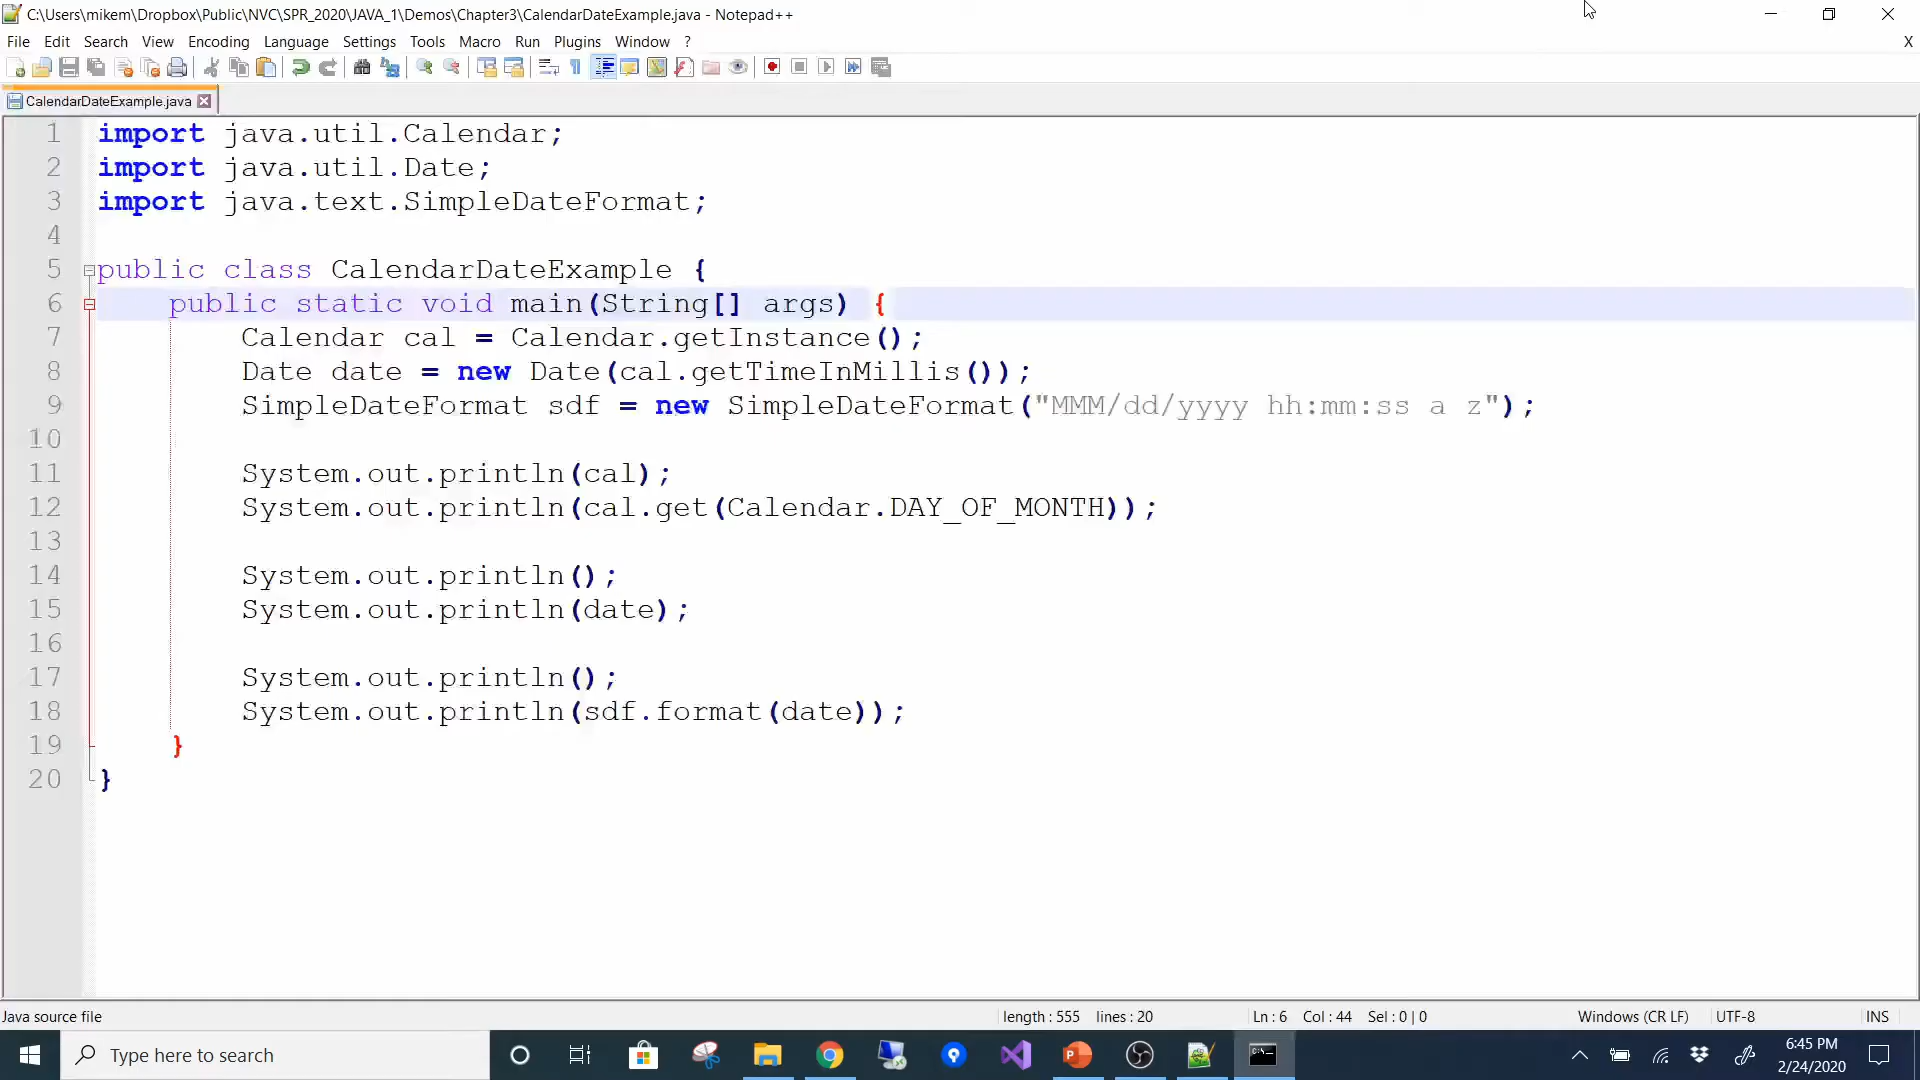 C:\Users\mikem\Dropbox\Public\NVC\SPR_2020\JAVA_1\Demos\Chapter3\CalendarDateExample.java - Notepad++
File Edit Search View Encoding Language Settings Tools Macro Run Plugins Window ? X
CalendarDateExample.java
1 import java.util.Calendar;
2 import java.util.Date;
3 import java.text.SimpleDateFormat;
4
5 public class CalendarDateExample {
6 public static void main(String[] args) {
7 Calendar cal = Calendar.getInstance();
8 Date date = new Date(cal.getTimeInMillis());
9 SimpleDateFormat sdf = new SimpleDateFormat("MMM/dd/yyyy hh:mm:ss a z");
10
11 System.out.println(cal);
12 System.out.println(cal.get(Calendar.DAY_OF_MONTH));
13
14 System.out.println();
15 System.out.println(date);
16
17 System.out.println();
18 System.out.println(sdf.format(date));
19 }
20 }
Java source file length : 555 lines : 20 Ln : 6 Col : 44 Sel : 0 | 0 Windows (CR LF) UTF-8 INS
Type here to search
6:45 PM
2/24/2020